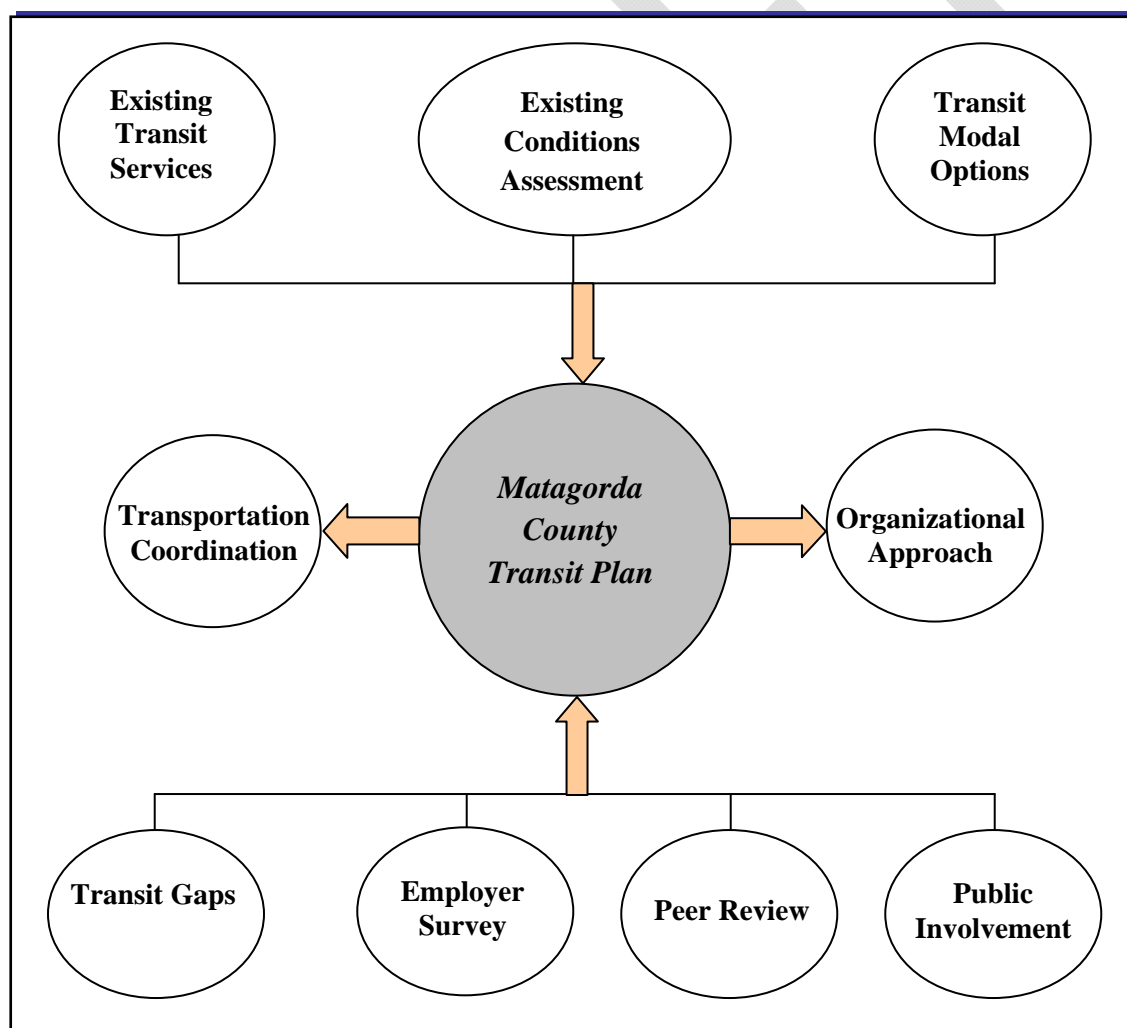 Existing
Transit
Services
Existing
Conditions
Assessment
Transit
Modal
Options
Transportation
Coordination
Matagorda
County
Transit Plan
Organizational
Approach
Transit Gaps
Employer
Survey
Peer Review
Public
Involvement